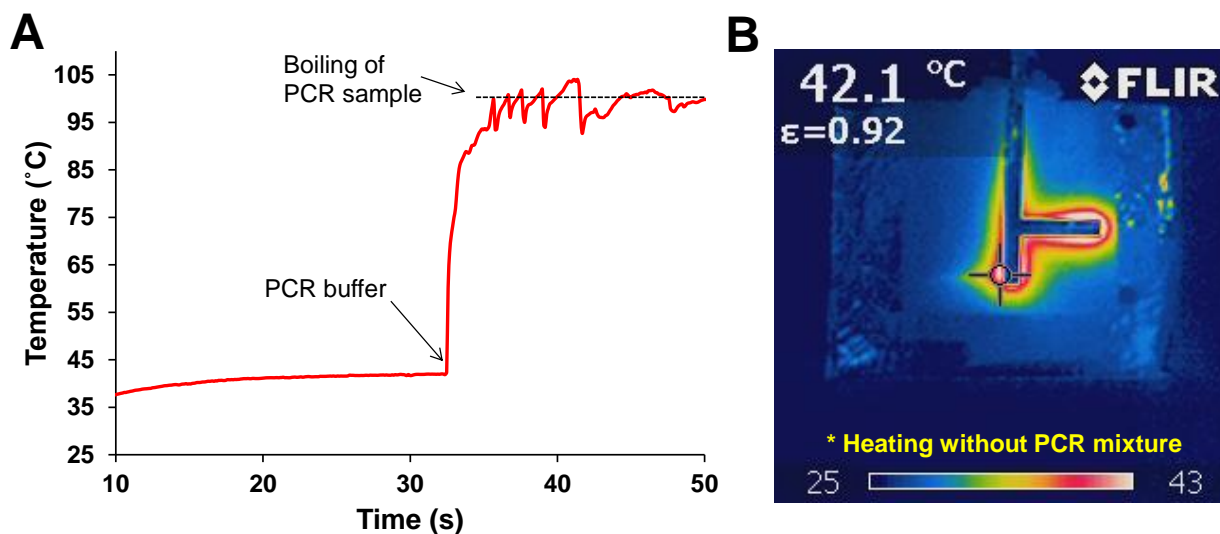 A
Temperature (˚C)
105
95
85
75
65
55
45
35
25
10
20
30
40
50
Time (s)
Boiling of
PCR sample
PCR buffer
B
42.1 °C
ε=0.92
FLIR
* Heating without PCR mixture
25
43